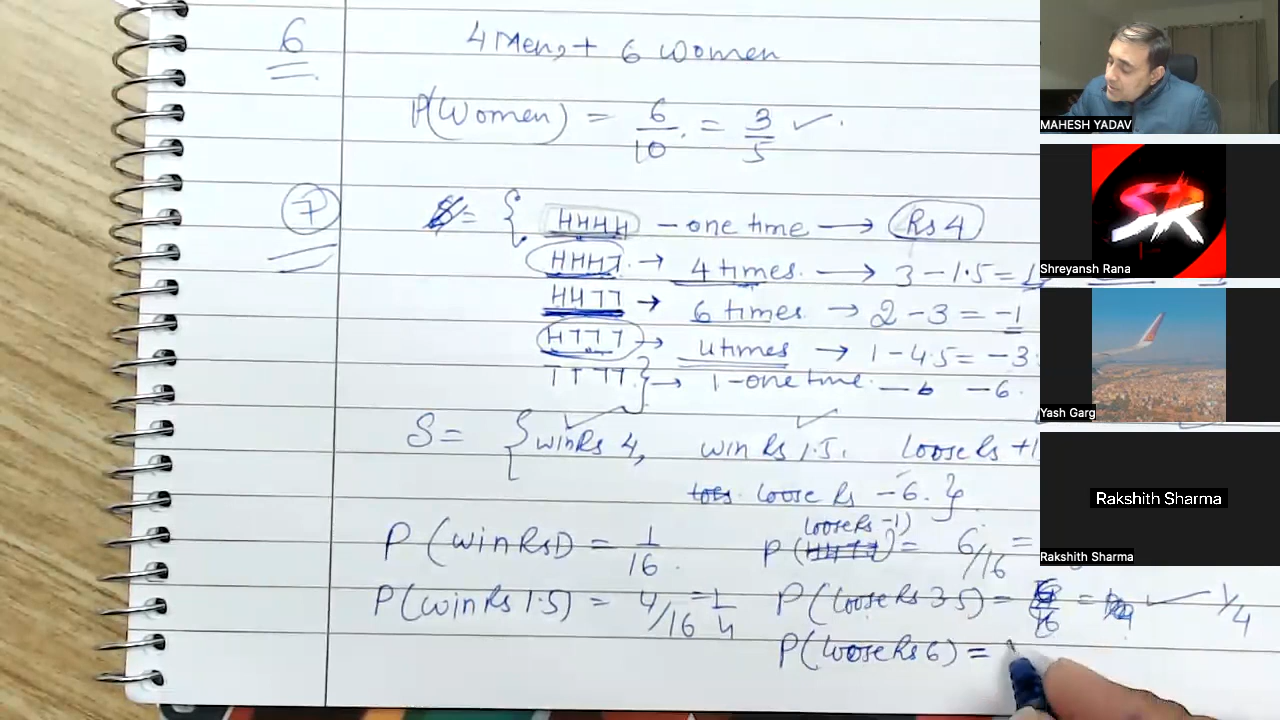 6
4 Men, + 6 women
P(Women) = 6/10 = 3/5 ✓
7
S = { HHHH – one time → Rs 4
HHHT → 4 times. → 3 – 1.5 = 1
HHTT → 6 times. → 2 – 3 = –1
HTTT → 4 times → 1 – 4.5 = –3.
TTTT } → 1 – one time. – –6.
S = { win Rs 4, win Rs 1.5. loose Rs +1
loose Rs –6. }
loose Rs –1)
P(win Rs 1) = 1/16. P( = 6/16 =
P(win Rs 1.5) = 4/16 = 1/4 P(loose Rs 3.5) = = ✓ 1/4
P(loose Rs 6) =
MAHESH YADAV
SR
Shreyansh Rana
Yash Garg
Rakshith Sharma
Rakshith Sharma